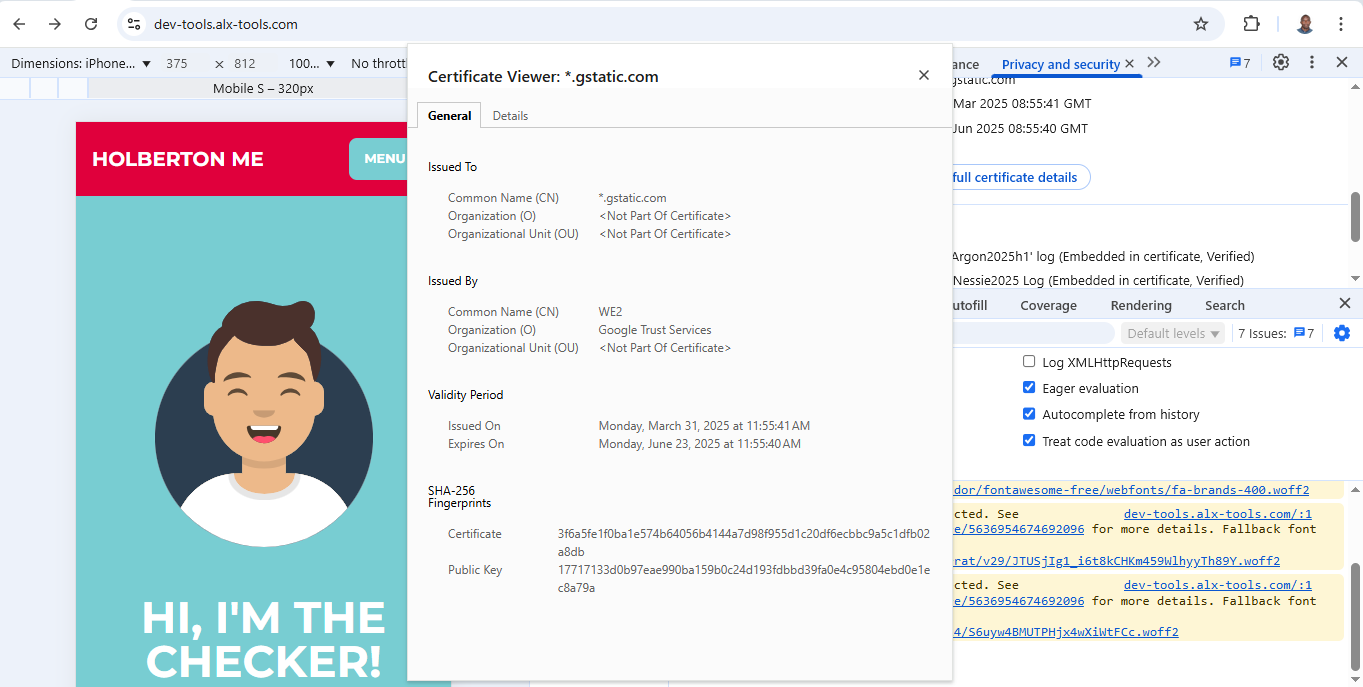 dev-tools.alx-tools.com
Dimensions: iPhone... ▼ 375 × 812 100... ▼ No thrott
Mobile S – 320px
HOLBERTON ME
MENU
HI, I'M THE
CHECKER!
Certificate Viewer: *.gstatic.com
General Details
Issued To
Common Name (CN) *.gstatic.com
Organization (O) <Not Part Of Certificate>
Organizational Unit (OU) <Not Part Of Certificate>
Issued By
Common Name (CN) WE2
Organization (O) Google Trust Services
Organizational Unit (OU) <Not Part Of Certificate>
Validity Period
Issued On Monday, March 31, 2025 at 11:55:41 AM
Expires On Monday, June 23, 2025 at 11:55:40 AM
SHA-256
Fingerprints
Certificate 3f6a5fe1f0ba1e574b64056b4144a7d98f955d1c20df6ecbbc9a5c1dfb02
a8db
Public Key 17717133d0b97eae990ba159b0c24d193fdbbd39fa0e4c95804ebd0e1e
c8a79a
ance Privacy and security 7
gstatic.com
Mar 2025 08:55:41 GMT
Jun 2025 08:55:40 GMT
full certificate details
Argon2025h1' log (Embedded in certificate, Verified)
Nessie2025 Log (Embedded in certificate, Verified)
utofill Coverage Rendering Search
Default levels ▼ 7 Issues: 7
Log XMLHttpRequests
Eager evaluation
Autocomplete from history
Treat code evaluation as user action
dor/fontawesome-free/webfonts/fa-brands-400.woff2
cted. See dev-tools.alx-tools.com/:1
e/5636954674692096 for more details. Fallback font
rat/v29/JTUSjIg1_i6t8kCHKm459WlhyyTh89Y.woff2
cted. See dev-tools.alx-tools.com/:1
e/5636954674692096 for more details. Fallback font
4/S6uyw4BMUTPHjx4wXiWtFCc.woff2